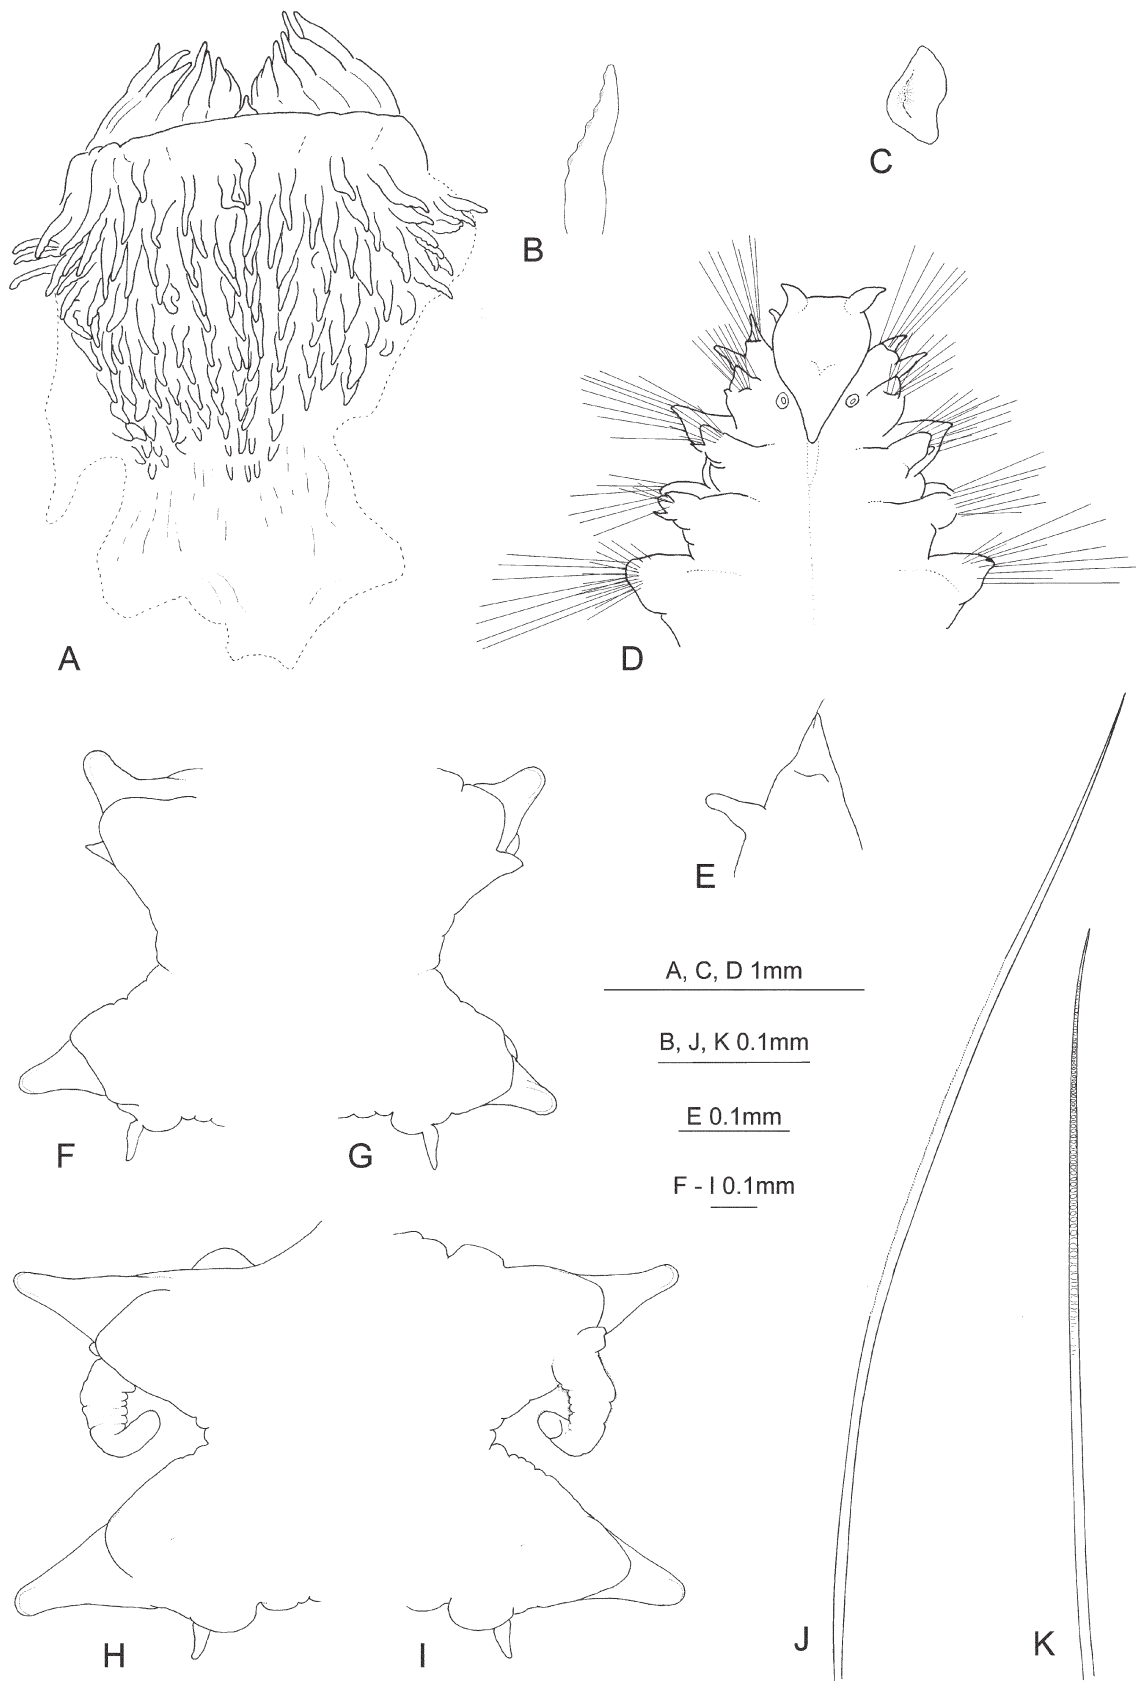 C
B
A
D
E
A, C, D 1mm
B, J, K 0.1mm
E 0.1mm
F G
F - I 0.1mm
J
K
H I